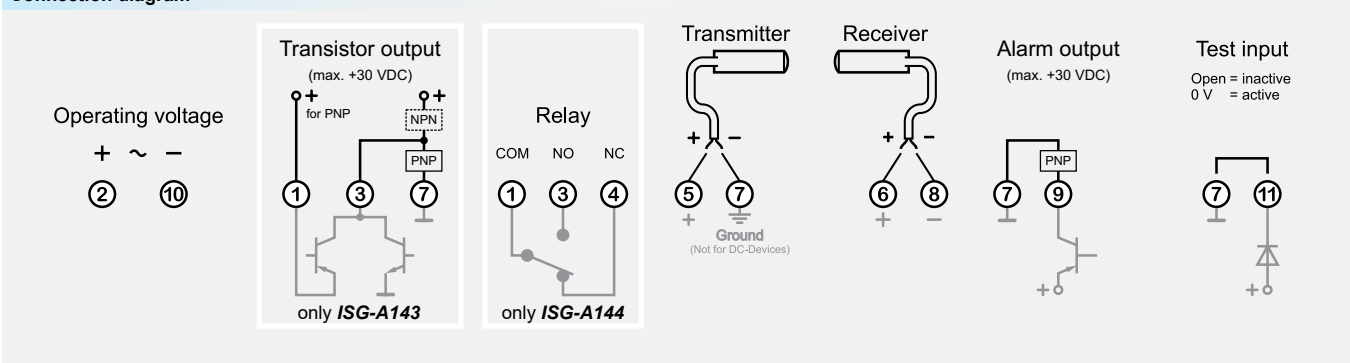 Connection diagram
Operating voltage
+ ~ −
2 10
Transistor output
(max. +30 VDC)
+ +
for PNP
NPN
PNP
1 3 7
only ISG-A143
Relay
COM NO NC
1 3 4
only ISG-A144
Transmitter
+ −
5 7
+
Ground
(Not for DC-Devices)
Receiver
+ −
6 8
+ −
Alarm output
(max. +30 VDC)
PNP
7 9
+
Test input
Open = inactive
0 V = active
7 11
+